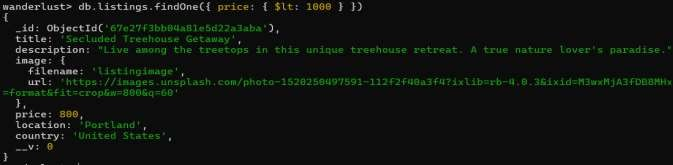 wanderlust> db.listings.findOne({ price: { $lt: 1000 } })
{
  _id: ObjectId('67e27f3bb04a81e5d22a3aba'),
  title: 'Secluded Treehouse Getaway',
  description: "Live among the treetops in this unique treehouse retreat. A true nature lover's paradise."
  image: {
    filename: 'listingimage',
    url: 'https://images.unsplash.com/photo-1520250497591-112f2f40a3f4?ixlib=rb-4.0.3&ixid=M3wxMjA3fDB8MHx
=format&fit=crop&w=800&q=60'
  },
  price: 800,
  location: 'Portland',
  country: 'United States',
  __v: 0
}